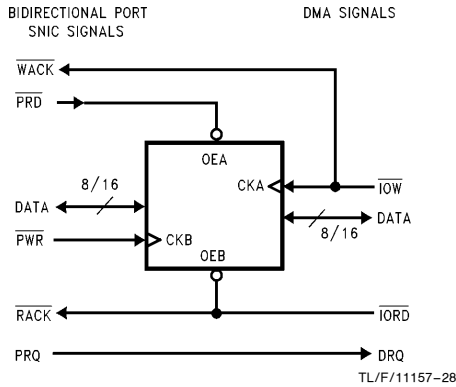 BIDIRECTIONAL PORT
SNIC SIGNALS
DMA SIGNALS
WACK
PRD
OEA
8/16
CKA
IOW
DATA
DATA
8/16
PWR
CKB
OEB
RACK
IORD
PRQ
DRQ
TL/F/11157-28